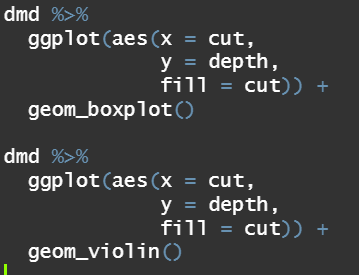 dmd %>%
  ggplot(aes(x = cut,
             y = depth,
             fill = cut)) +
  geom_boxplot()

dmd %>%
  ggplot(aes(x = cut,
             y = depth,
             fill = cut)) +
  geom_violin()